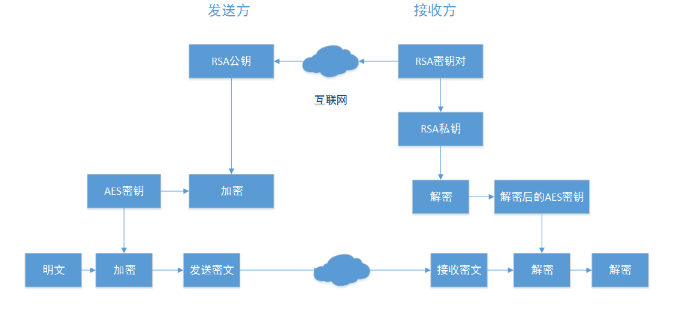 发送方
接收方
RSA公钥
RSA密钥对
互联网
RSA私钥
AES密钥
加密
解密
解密后的AES密钥
明文
加密
发送密文
接收密文
解密
解密